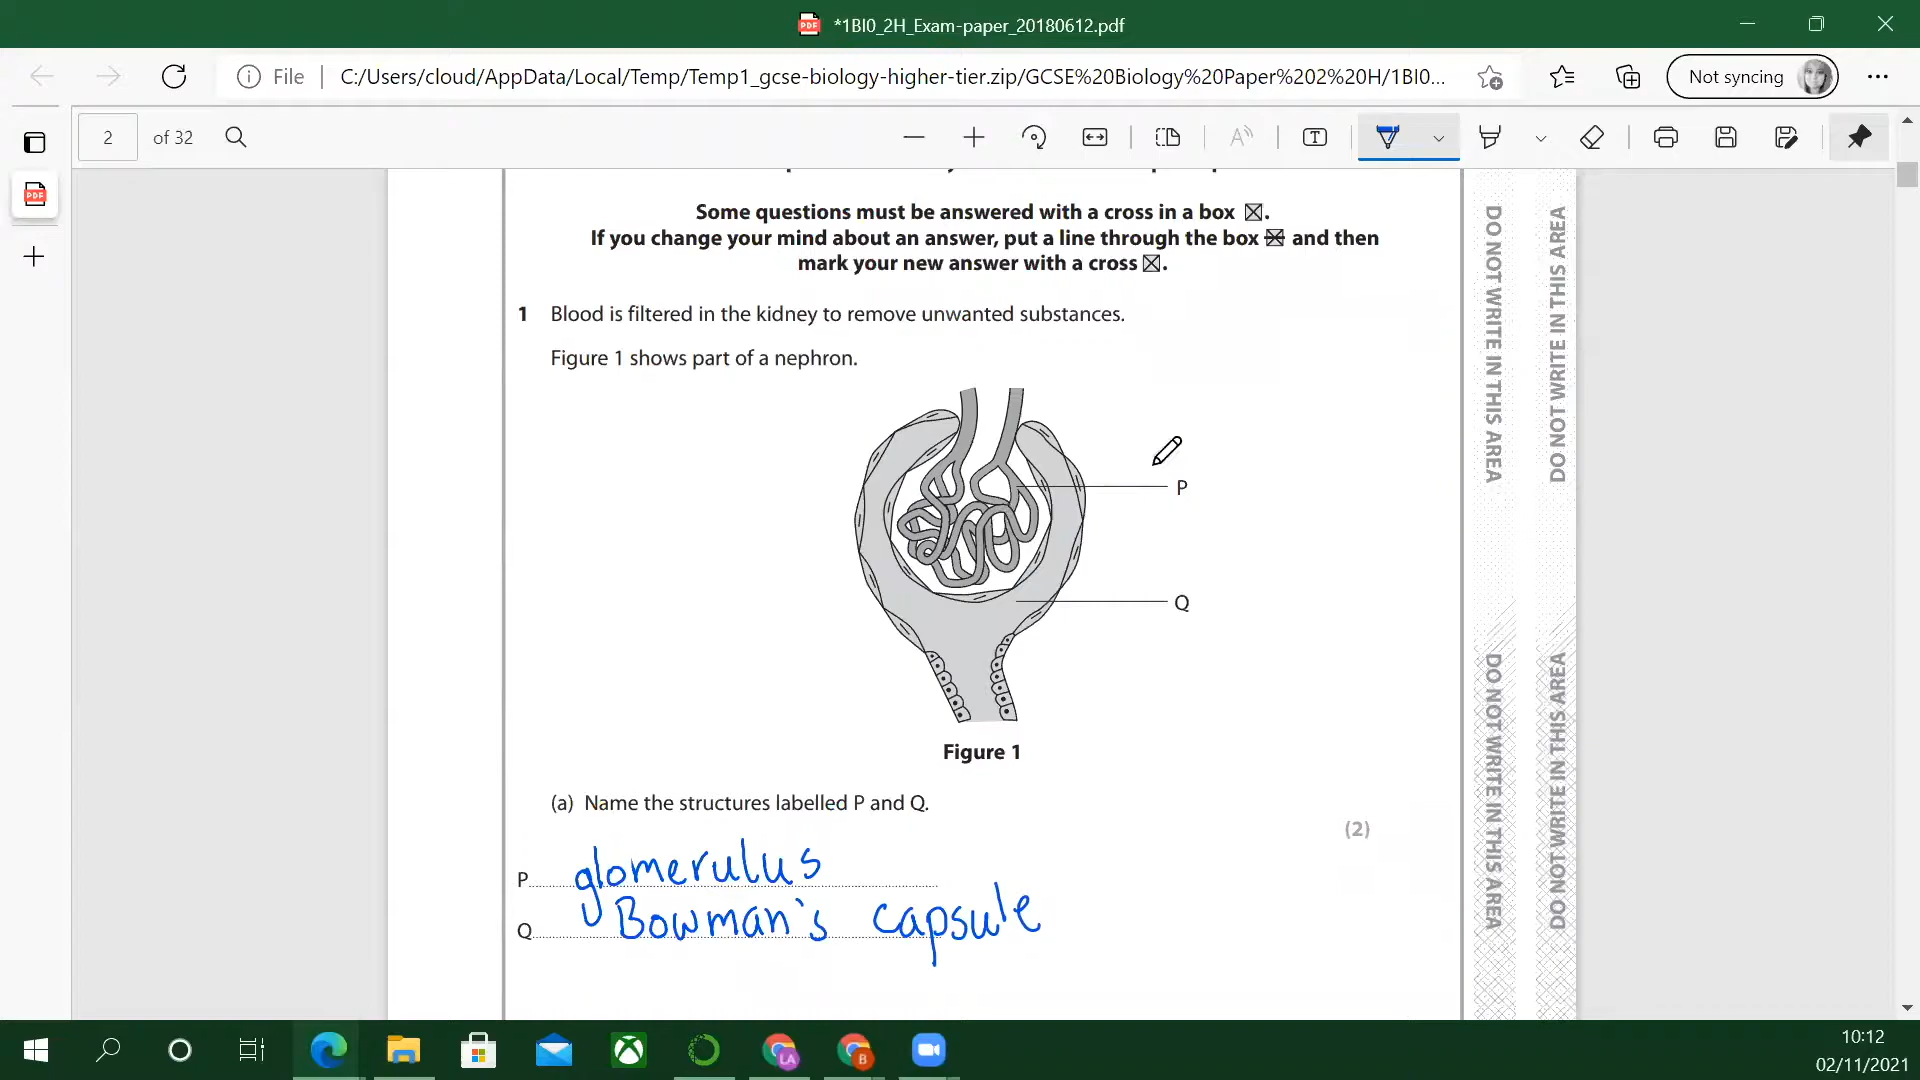 *1BI0_2H_Exam-paper_20180612.pdf
File
C:/Users/cloud/AppData/Local/Temp/Temp1_gcse-biology-higher-tier.zip/GCSE%20Biology%20Paper%202%20H/1BI0...
Not syncing
2 of 32
Some questions must be answered with a cross in a box ☒.
If you change your mind about an answer, put a line through the box and then
mark your new answer with a cross ☒.
1 Blood is filtered in the kidney to remove unwanted substances.
Figure 1 shows part of a nephron.
P
Q
Figure 1
(a) Name the structures labelled P and Q.
(2)
P glomerulus
Q Bowman's capsule
DO NOT WRITE IN THIS AREA
DO NOT WRITE IN THIS AREA
DO NOT WRITE IN THIS AREA
DO NOT WRITE IN THIS AREA
PDF
PDF
LA
B
10:12
02/11/2021